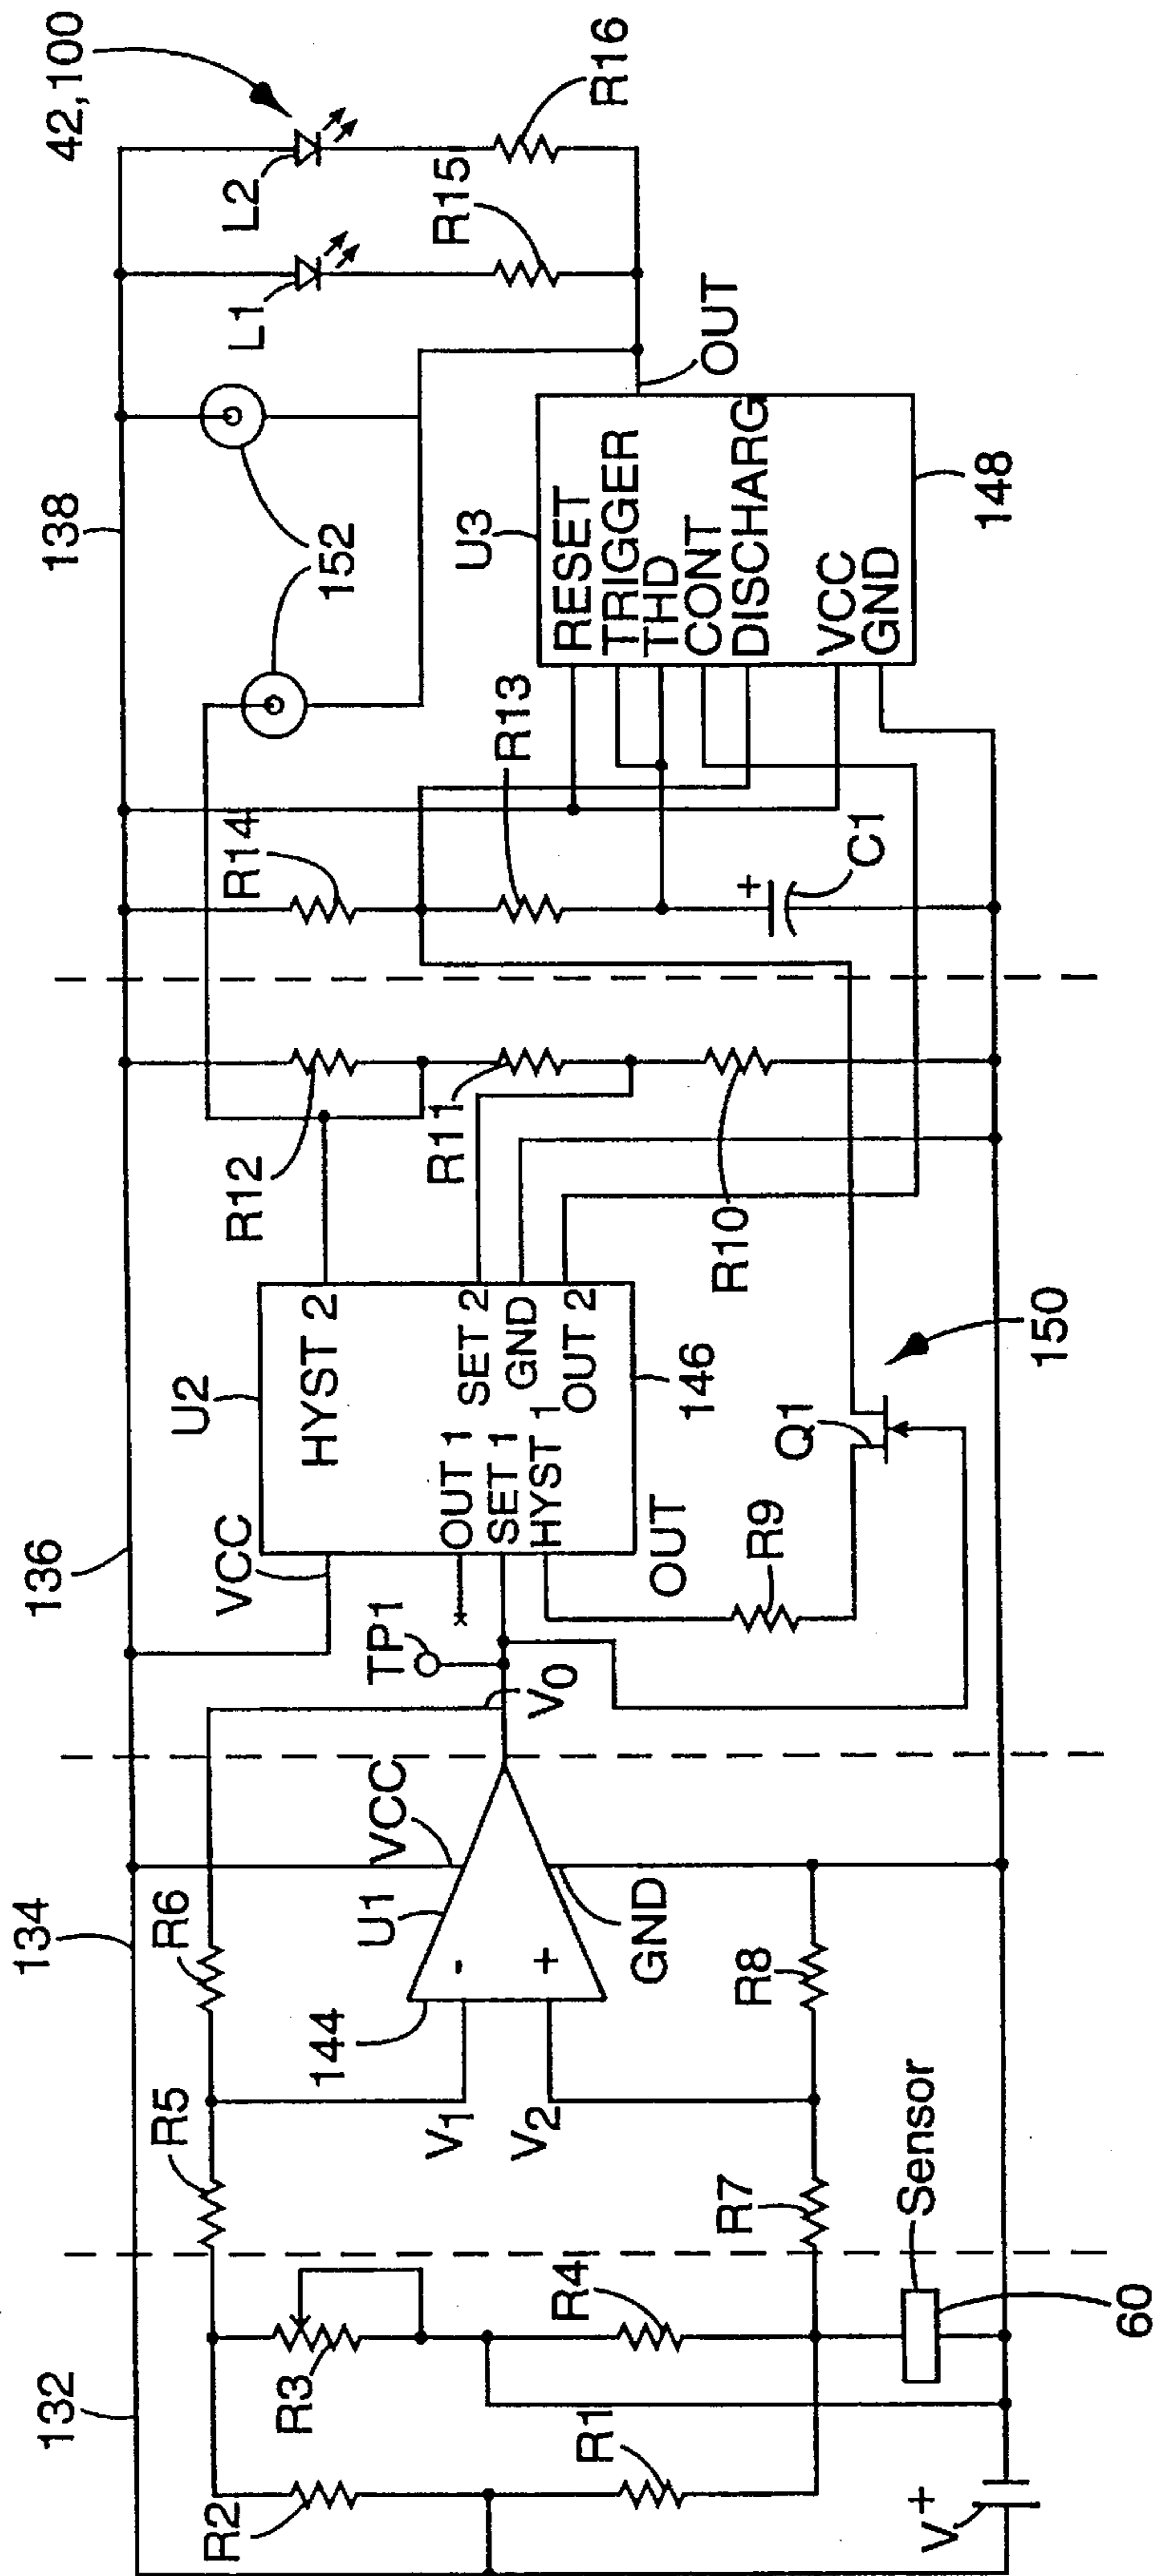 132
134
136
138
42,100
R2
R3
R1
R4
V+
60
Sensor
R5
R6
R7
R8
V1
V2
144
U1
-
+
VCC
GND
V0
TP1
VCC
U2
HYST 2
OUT 1
SET 1
HYST 1
SET 2
GND
OUT 2
146
OUT
R9
Q1
150
R12
R11
R10
R14
R13
+
C1
152
U3
RESET
TRIGGER
THD
CONT
DISCHARG
VCC
GND
148
OUT
L1
L2
R15
R16